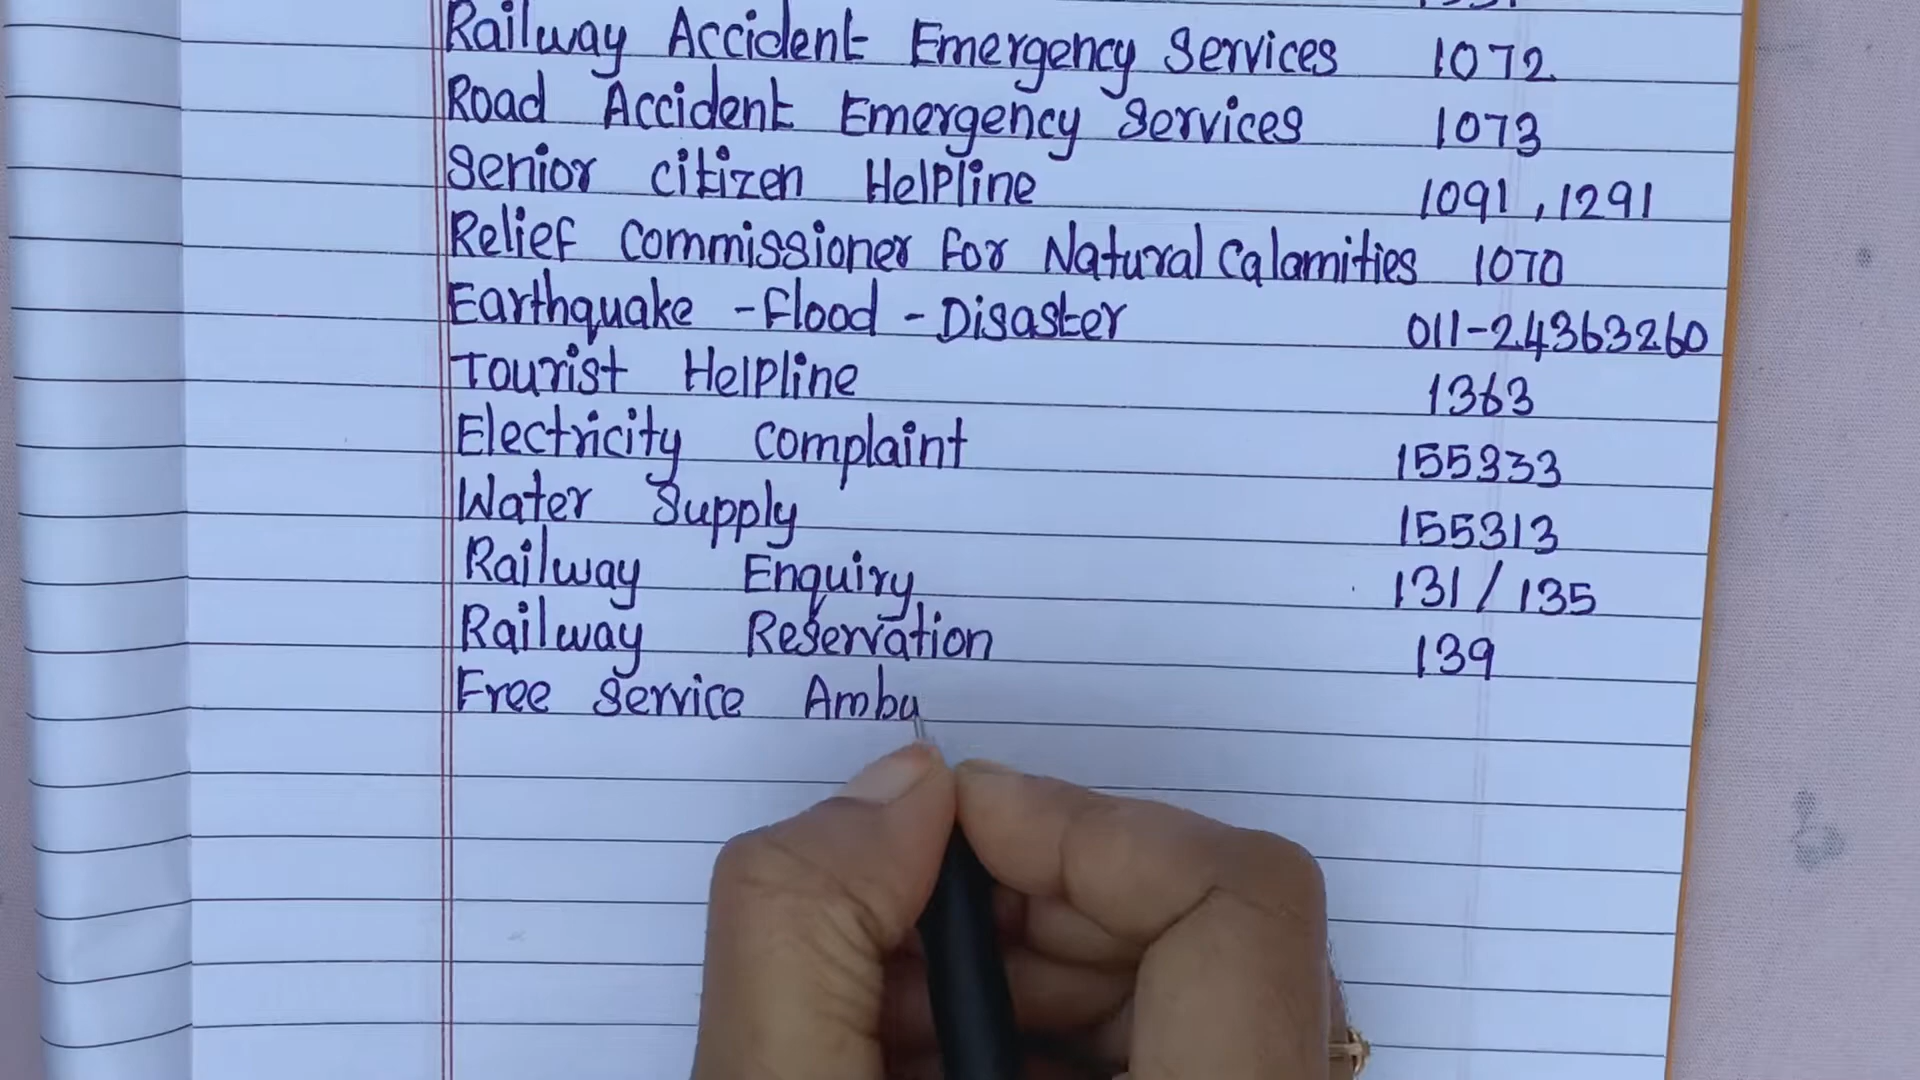 Railway Accident Emergency Services 1072
Road Accident Emergency Services 1073
Senior citizen Helpline 1091, 1291
Relief Commissioner for Natural Calamities 1070
Earthquake - Flood - Disaster 011-24363260
Tourist Helpline 1363
Electricity complaint 155333
Water Supply 155313
Railway Enquiry 131 / 135
Railway Reservation 139
Free Service Ambu